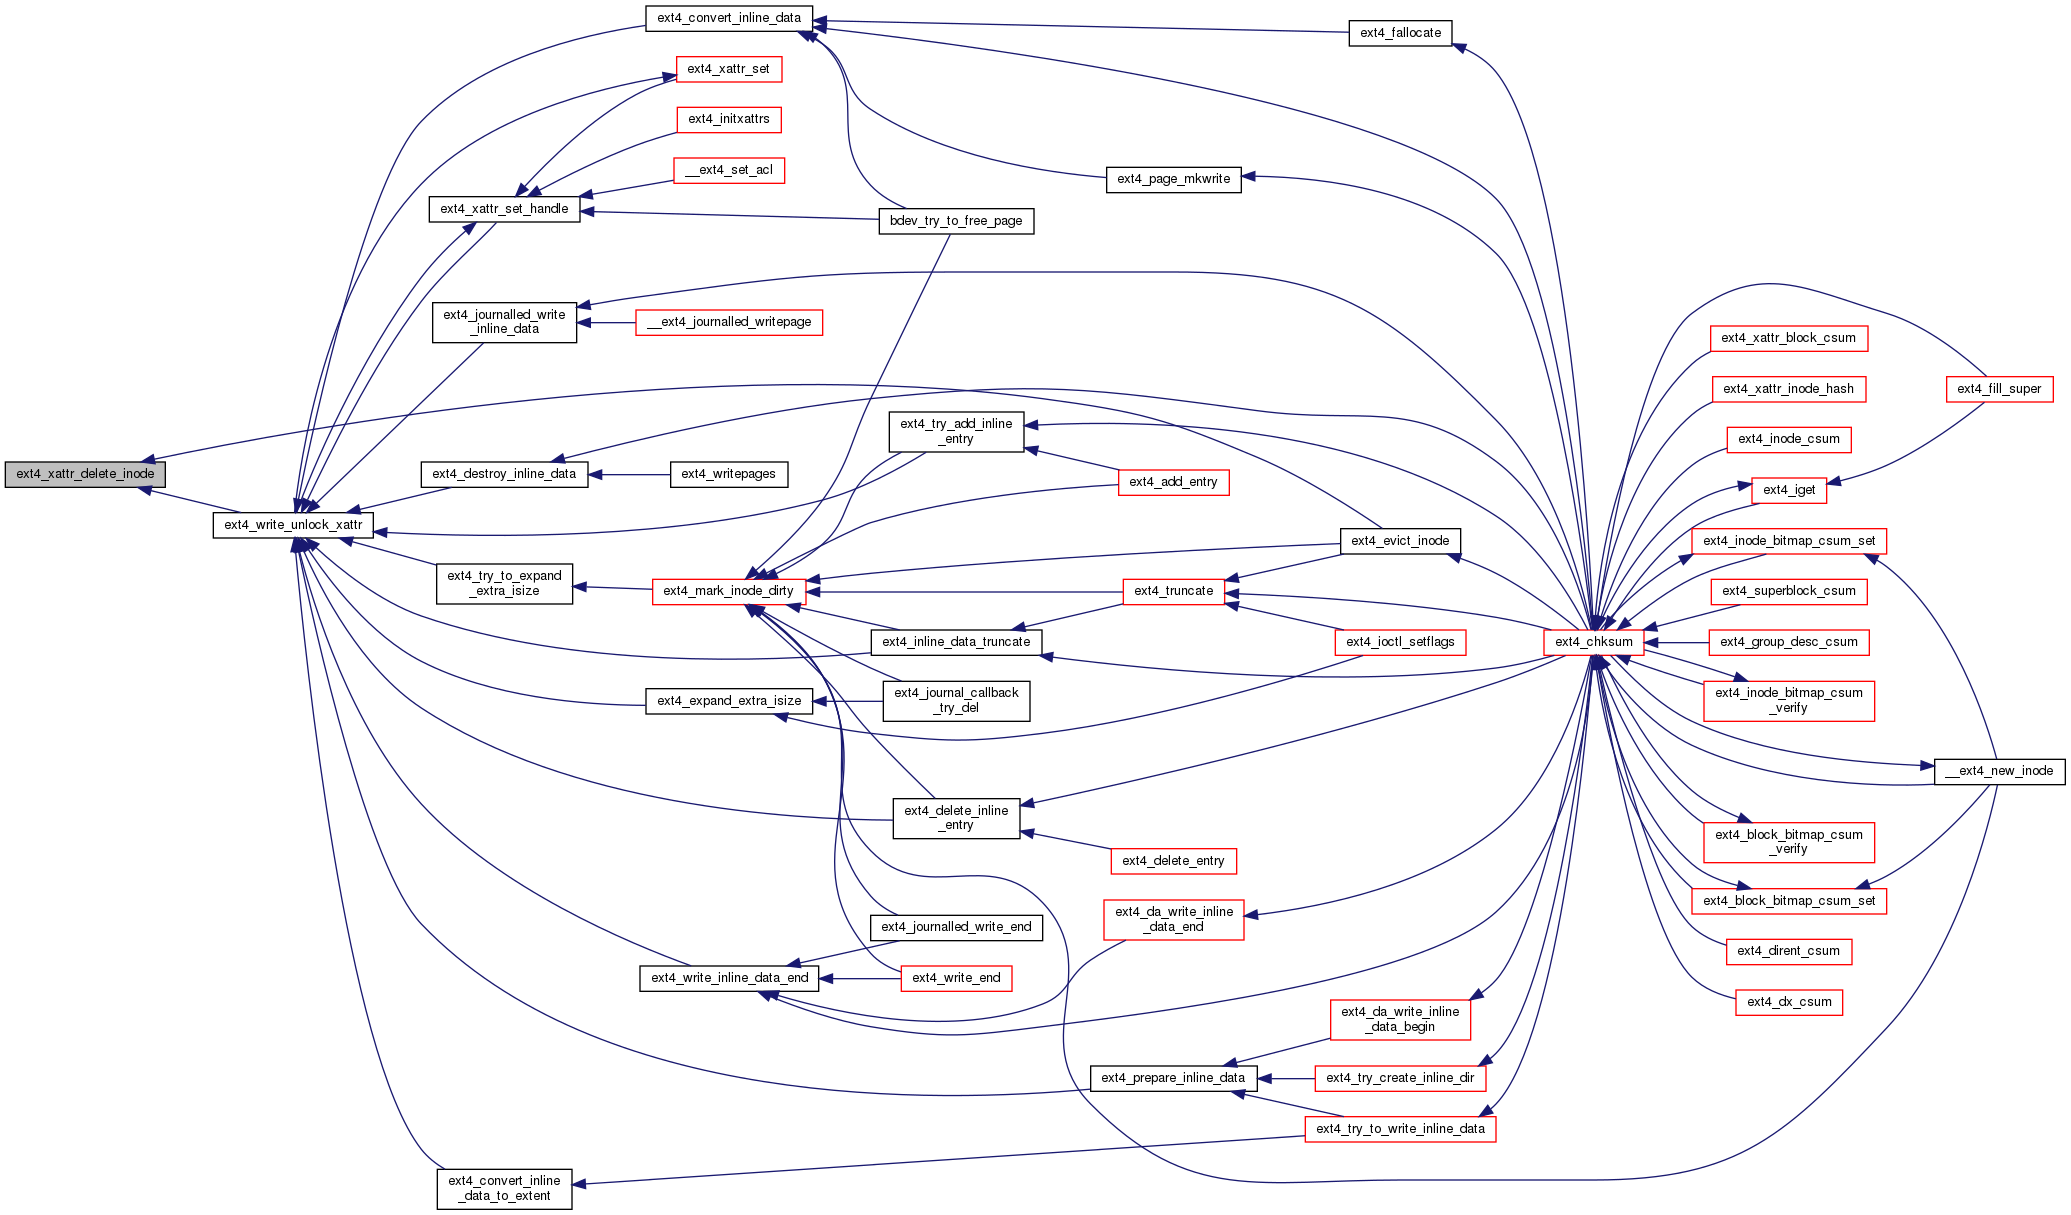 ext4_convert_inline_data
ext4_fallocate
ext4_xattr_set
ext4_initxattrs
__ext4_set_acl
ext4_page_mkwrite
ext4_xattr_set_handle
bdev_try_to_free_page
ext4_journalled_write
_inline_data
__ext4_journalled_writepage
ext4_xattr_block_csum
ext4_xattr_inode_hash
ext4_fill_super
ext4_try_add_inline
_entry
ext4_inode_csum
ext4_xattr_delete_inode
ext4_destroy_inline_data
ext4_writepages
ext4_add_entry
ext4_iget
ext4_write_unlock_xattr
ext4_evict_inode
ext4_inode_bitmap_csum_set
ext4_try_to_expand
_extra_isize
ext4_mark_inode_dirty
ext4_truncate
ext4_superblock_csum
ext4_inline_data_truncate
ext4_ioctl_setflags
ext4_chksum
ext4_group_desc_csum
ext4_expand_extra_isize
ext4_journal_callback
_try_del
ext4_inode_bitmap_csum
_verify
__ext4_new_inode
ext4_delete_inline
_entry
ext4_block_bitmap_csum
_verify
ext4_delete_entry
ext4_block_bitmap_csum_set
ext4_da_write_inline
_data_end
ext4_journalled_write_end
ext4_dirent_csum
ext4_write_inline_data_end
ext4_write_end
ext4_dx_csum
ext4_da_write_inline
_data_begin
ext4_prepare_inline_data
ext4_try_create_inline_dir
ext4_try_to_write_inline_data
ext4_convert_inline
_data_to_extent